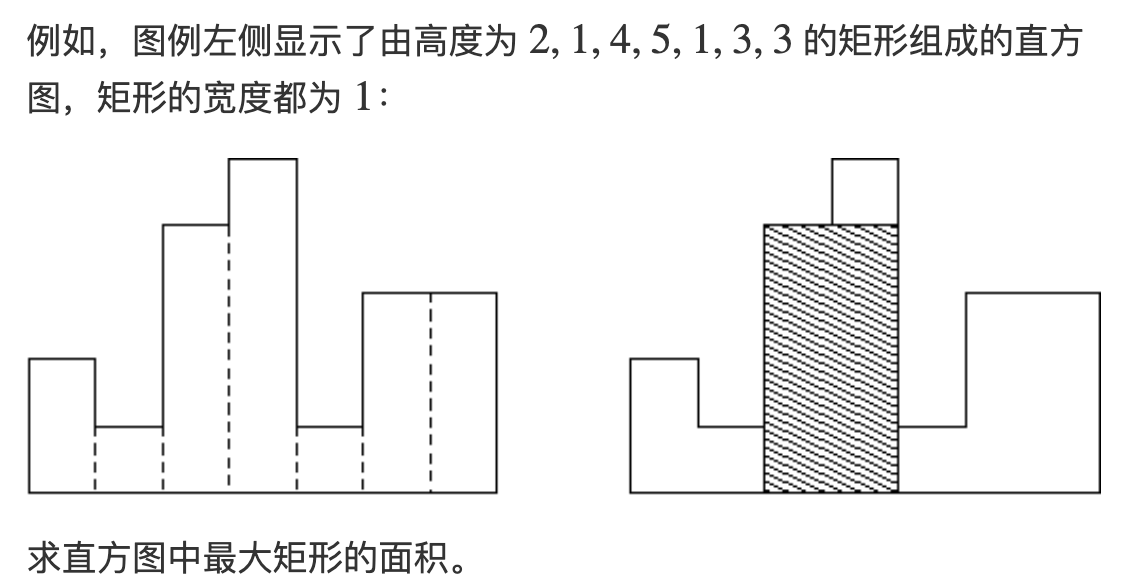 例如，图例左侧显示了由高度为 2, 1, 4, 5, 1, 3, 3 的矩形组成的直方
图，矩形的宽度都为 1：
求直方图中最大矩形的面积。